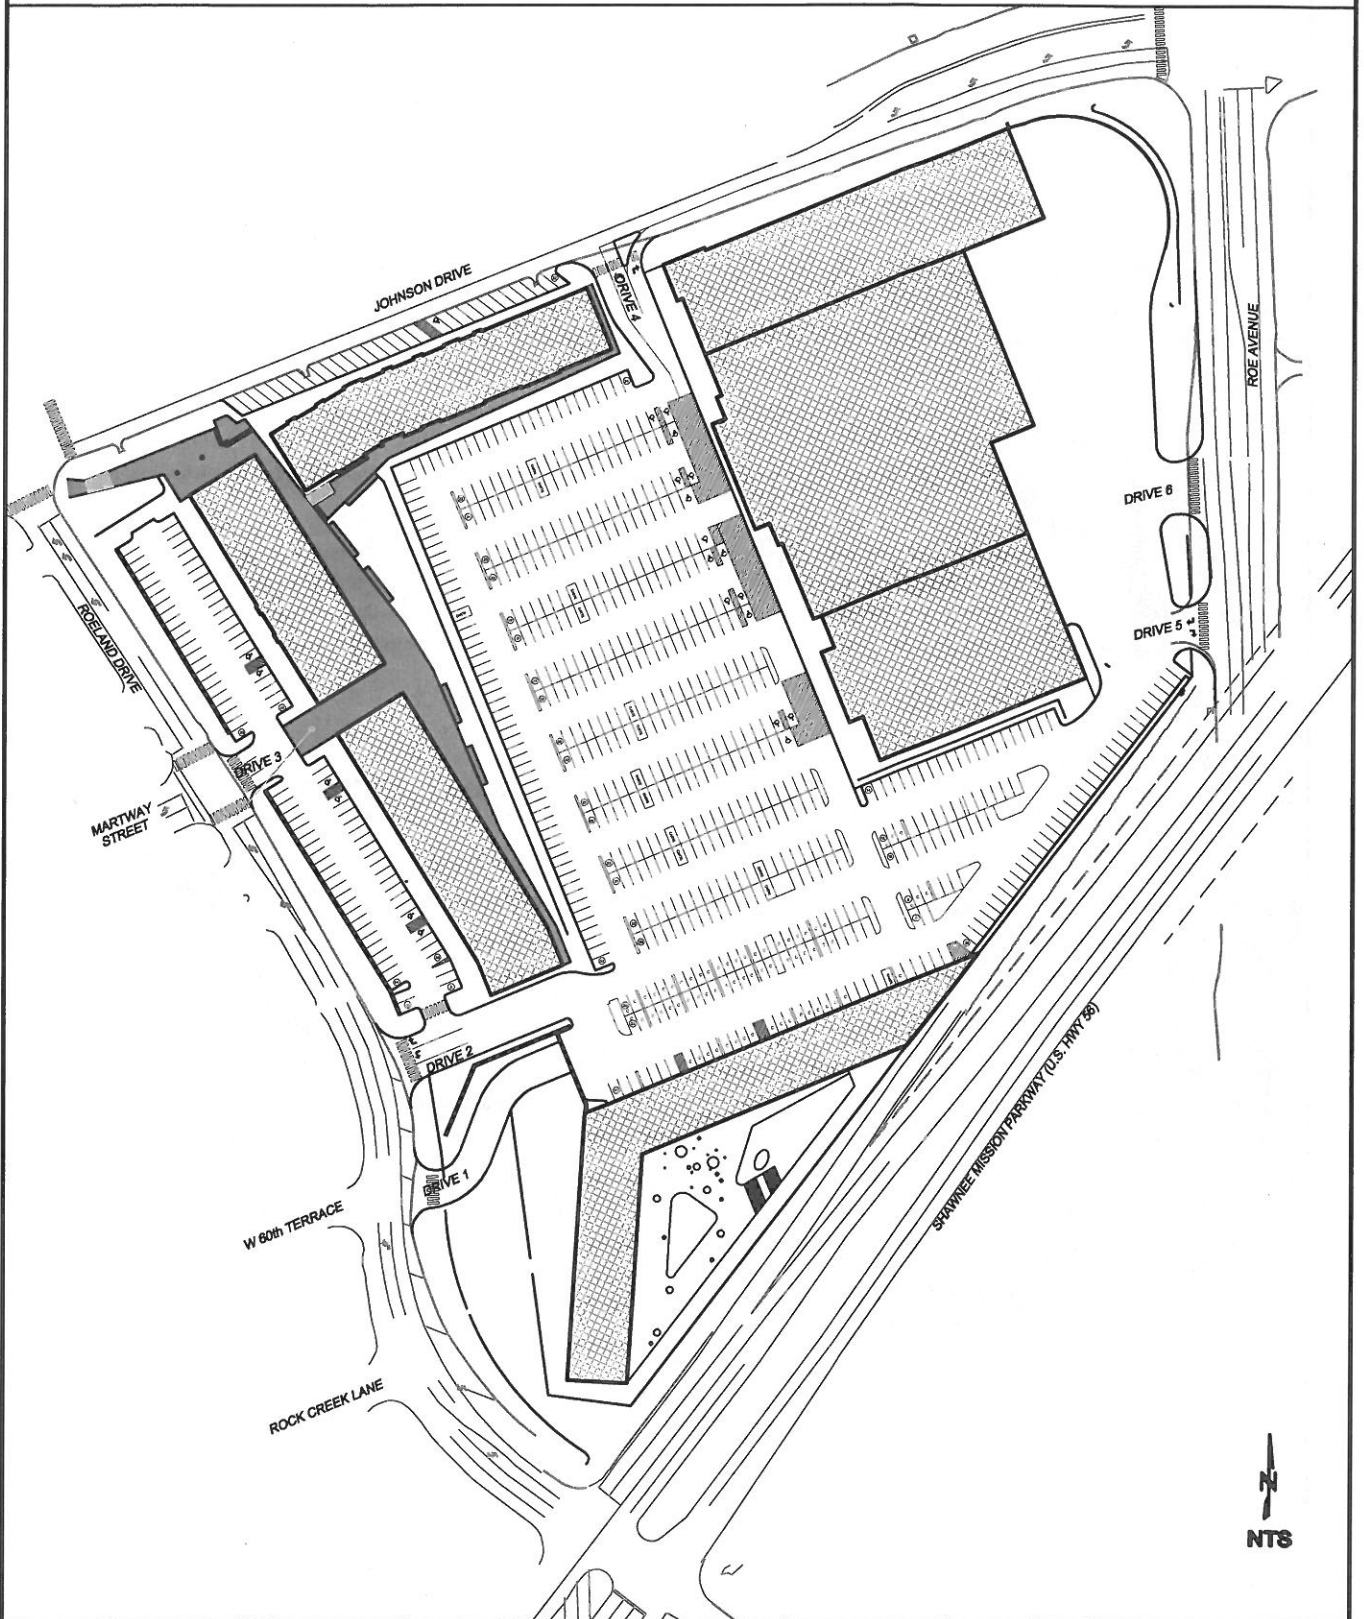 JOHNSON DRIVE
DRIVE 4
ROE AVENUE
DRIVE 6
DRIVE 5
ROELAND DRIVE
DRIVE 3
MARTWAY
STREET
DRIVE 2
DRIVE 1
W 60th TERRACE
SHAWNEE MISSION PARKWAY (U.S. HWY 56)
ROCK CREEK LANE
N
NTS